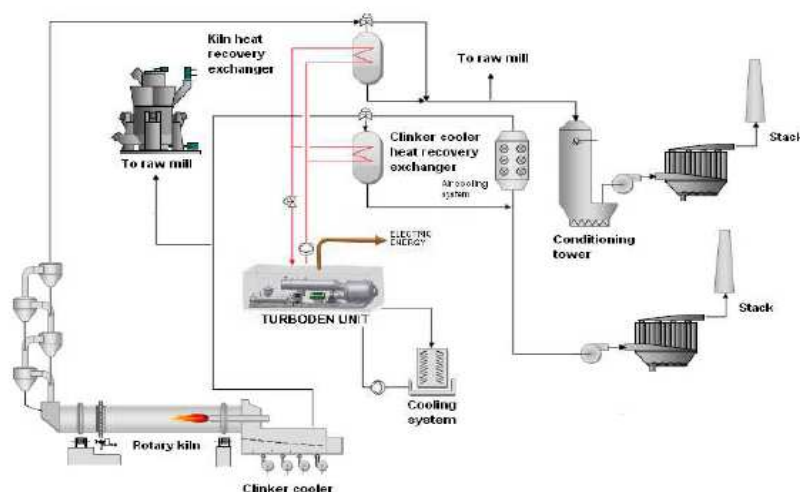 Kiln heat
recovery
exchanger
To raw mill
Stack
To raw mill
Clinker cooler
heat recovery
exchanger
Air cooling
system
ELECTRIC
ENERGY
Conditioning
tower
TURBODEN UNIT
Stack
Cooling
system
Rotary kiln
Clinker cooler